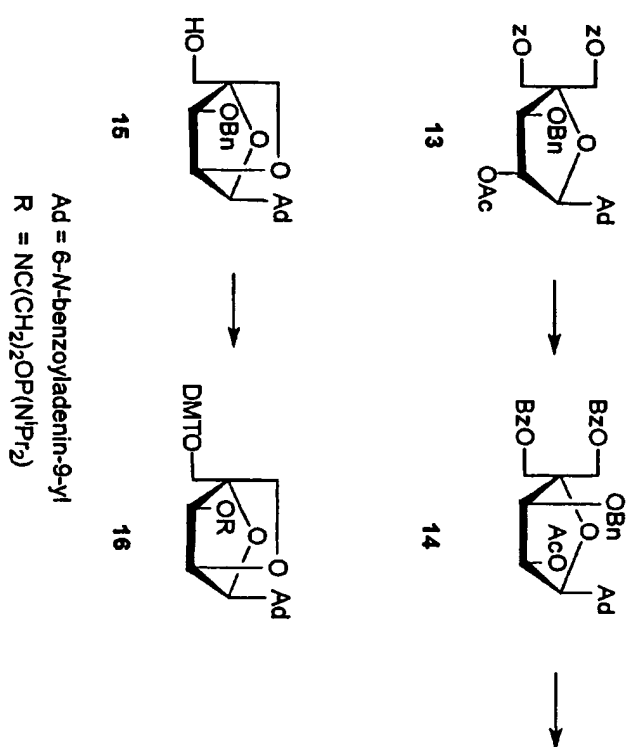 zO
O
Ad
OBn
zO
OAc
13
OBn
BzO
O
Ad
AcO
BzO
14
O
Ad
O
OBn
HO
15
O
Ad
O
OR
DMTO
16
Ad = 6-N-benzoyladenin-9-yl
R = NC(CH2)2OP(NiPr2)